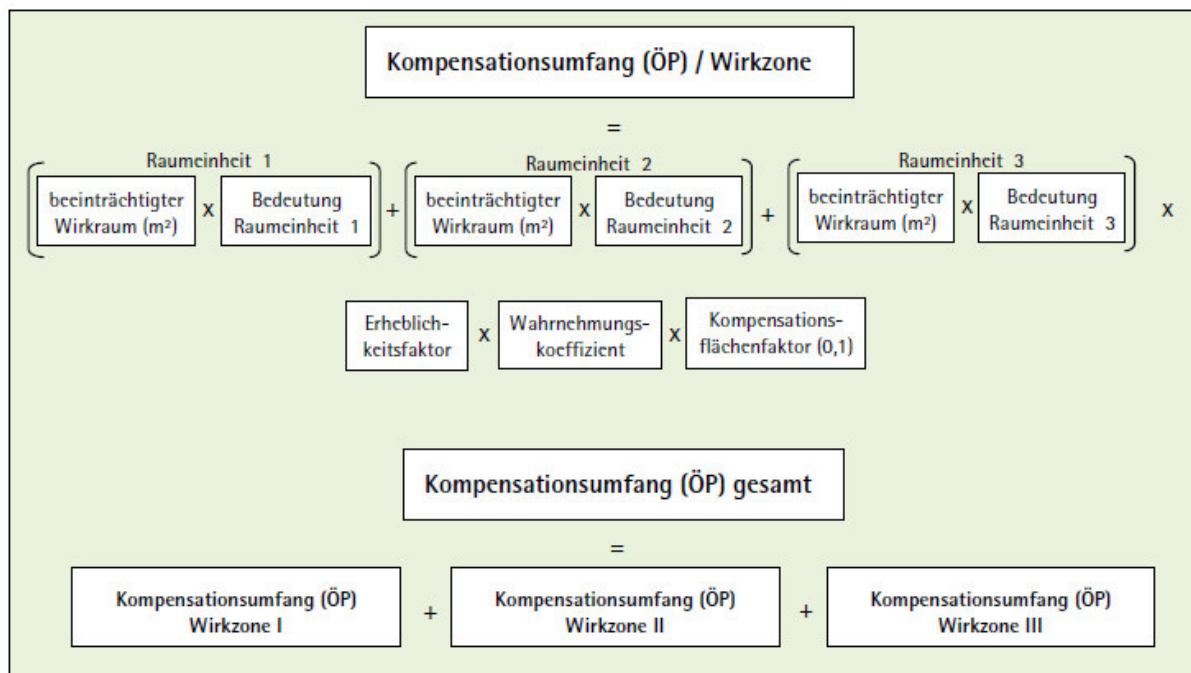 Kompensationsumfang (ÖP) / Wirkzone
=
Raumeinheit 1
Raumeinheit 2
Raumeinheit 3
beeinträchtigter Wirkraum (m²) x Bedeutung Raumeinheit 1 + beeinträchtigter Wirkraum (m²) x Bedeutung Raumeinheit 2 + beeinträchtigter Wirkraum (m²) x Bedeutung Raumeinheit 3 x
Erheblich-
keitsfaktor
x
Wahrnehmungs-
koeffizient
x
Kompensations-
flächenfaktor (0,1)
Kompensationsumfang (ÖP) gesamt
=
Kompensationsumfang (ÖP)
Wirkzone I
+
Kompensationsumfang (ÖP)
Wirkzone II
+
Kompensationsumfang (ÖP)
Wirkzone III